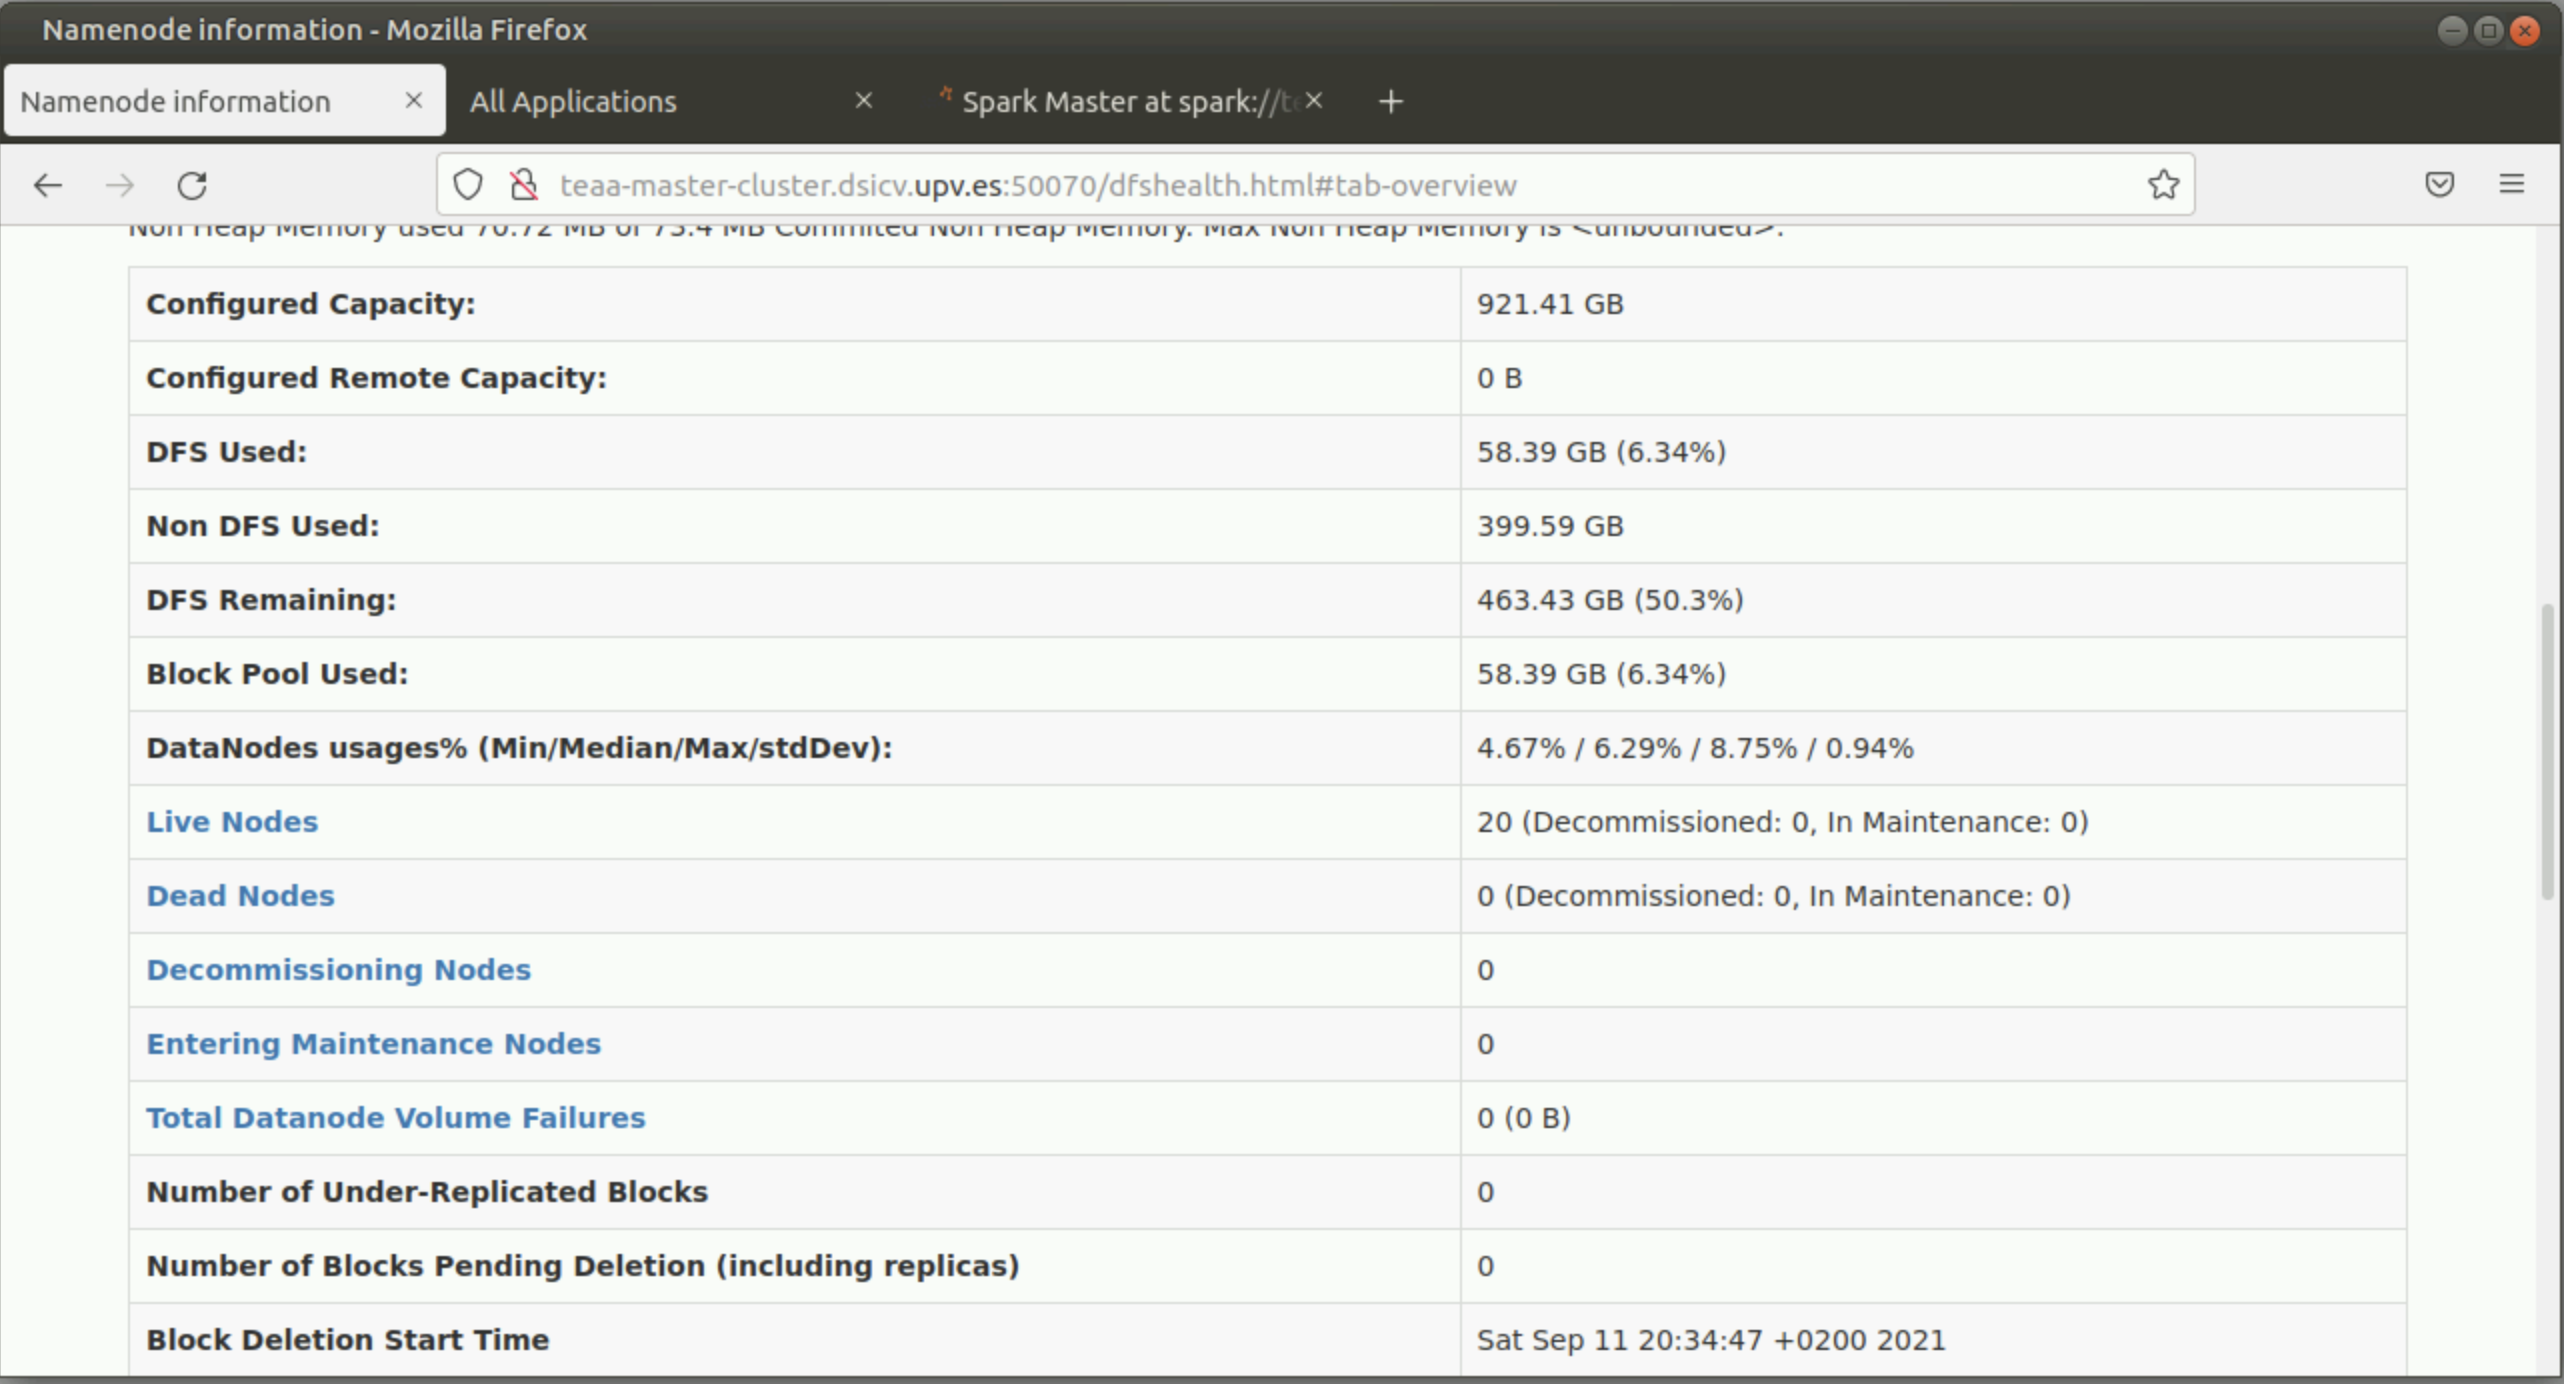 Namenode information - Mozilla Firefox
Namenode information
All Applications
Spark Master at spark://te
teaa-master-cluster.dsicv.upv.es:50070/dfshealth.html#tab-overview
Non Heap Memory used 70.72 MB of 73.4 MB Commited Non Heap Memory. Max Non Heap Memory is <unbounded>.
Configured Capacity: 921.41 GB
Configured Remote Capacity: 0 B
DFS Used: 58.39 GB (6.34%)
Non DFS Used: 399.59 GB
DFS Remaining: 463.43 GB (50.3%)
Block Pool Used: 58.39 GB (6.34%)
DataNodes usages% (Min/Median/Max/stdDev): 4.67% / 6.29% / 8.75% / 0.94%
Live Nodes 20 (Decommissioned: 0, In Maintenance: 0)
Dead Nodes 0 (Decommissioned: 0, In Maintenance: 0)
Decommissioning Nodes 0
Entering Maintenance Nodes 0
Total Datanode Volume Failures 0 (0 B)
Number of Under-Replicated Blocks 0
Number of Blocks Pending Deletion (including replicas) 0
Block Deletion Start Time Sat Sep 11 20:34:47 +0200 2021